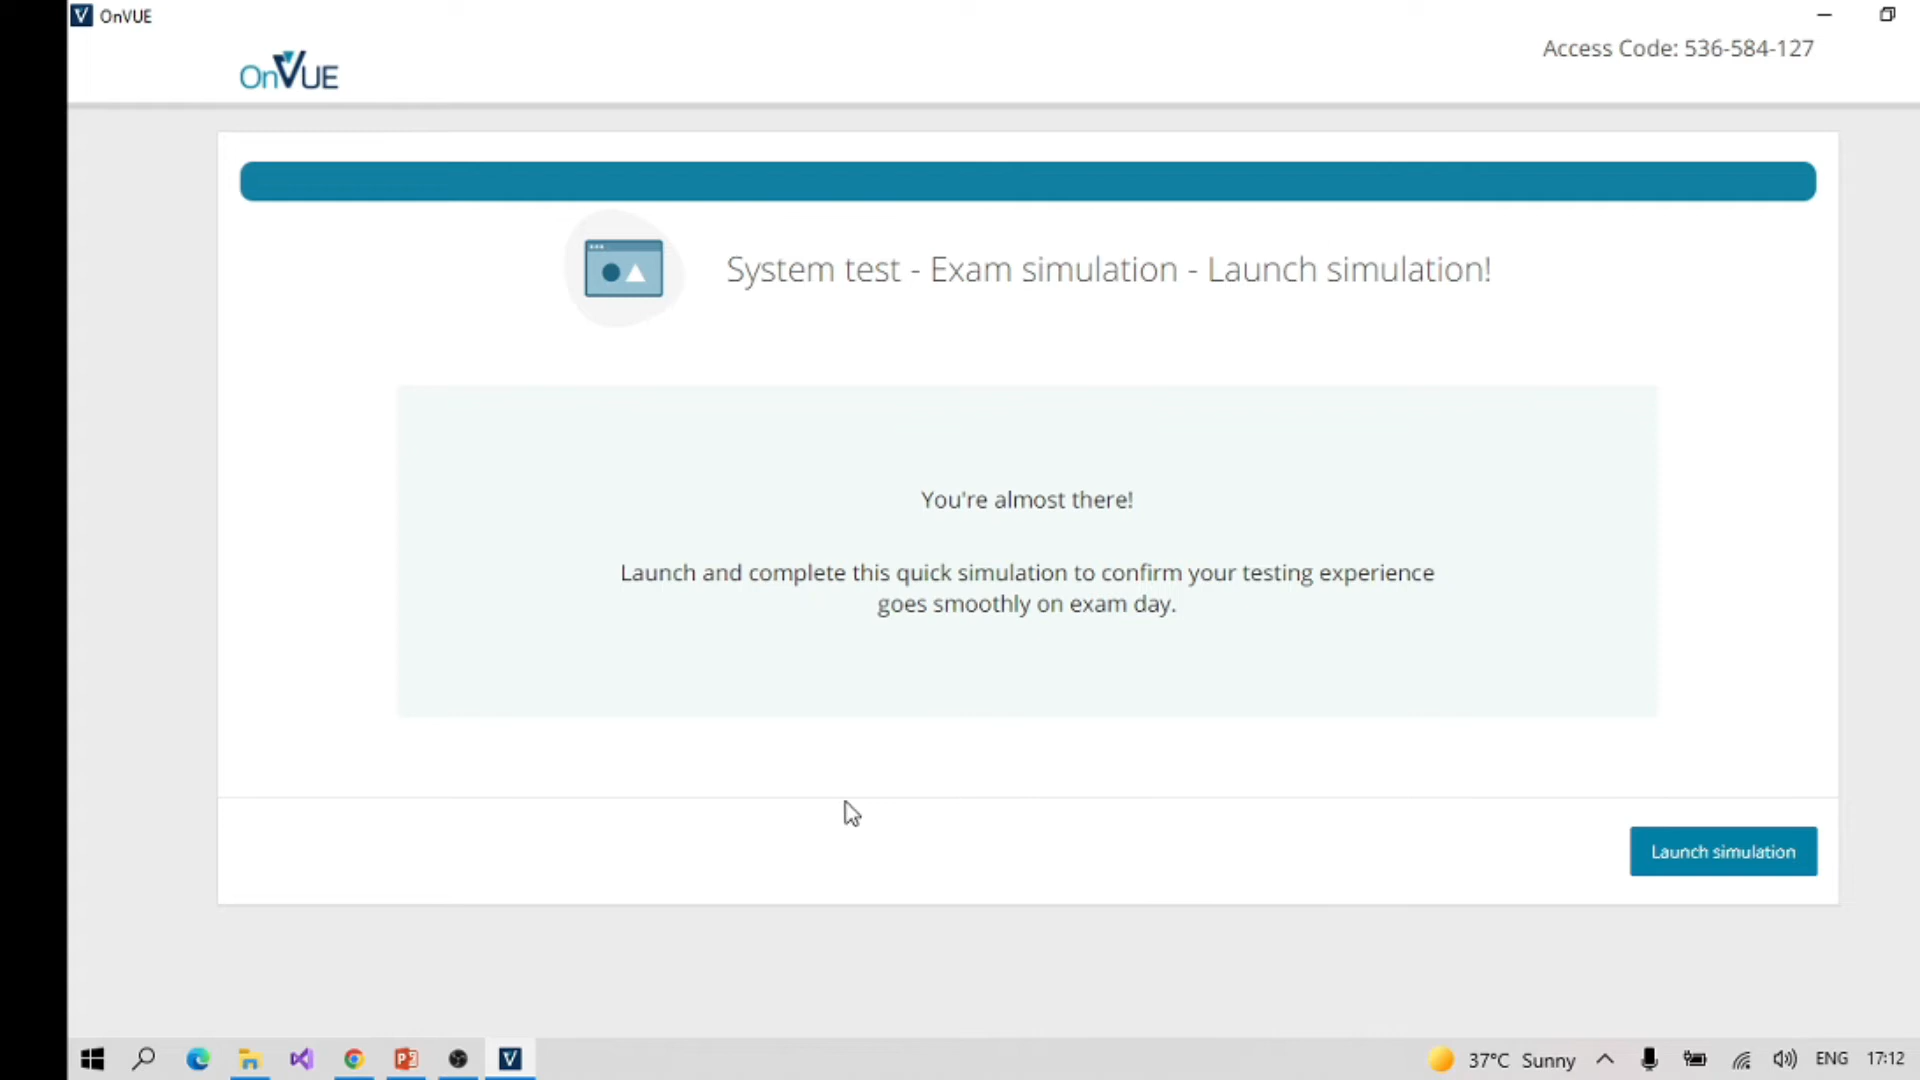 OnVUE
Access Code: 536-584-127
OnVUE
System test - Exam simulation - Launch simulation!
You're almost there!
Launch and complete this quick simulation to confirm your testing experience
goes smoothly on exam day.
Launch simulation
37°C Sunny
ENG
17:12